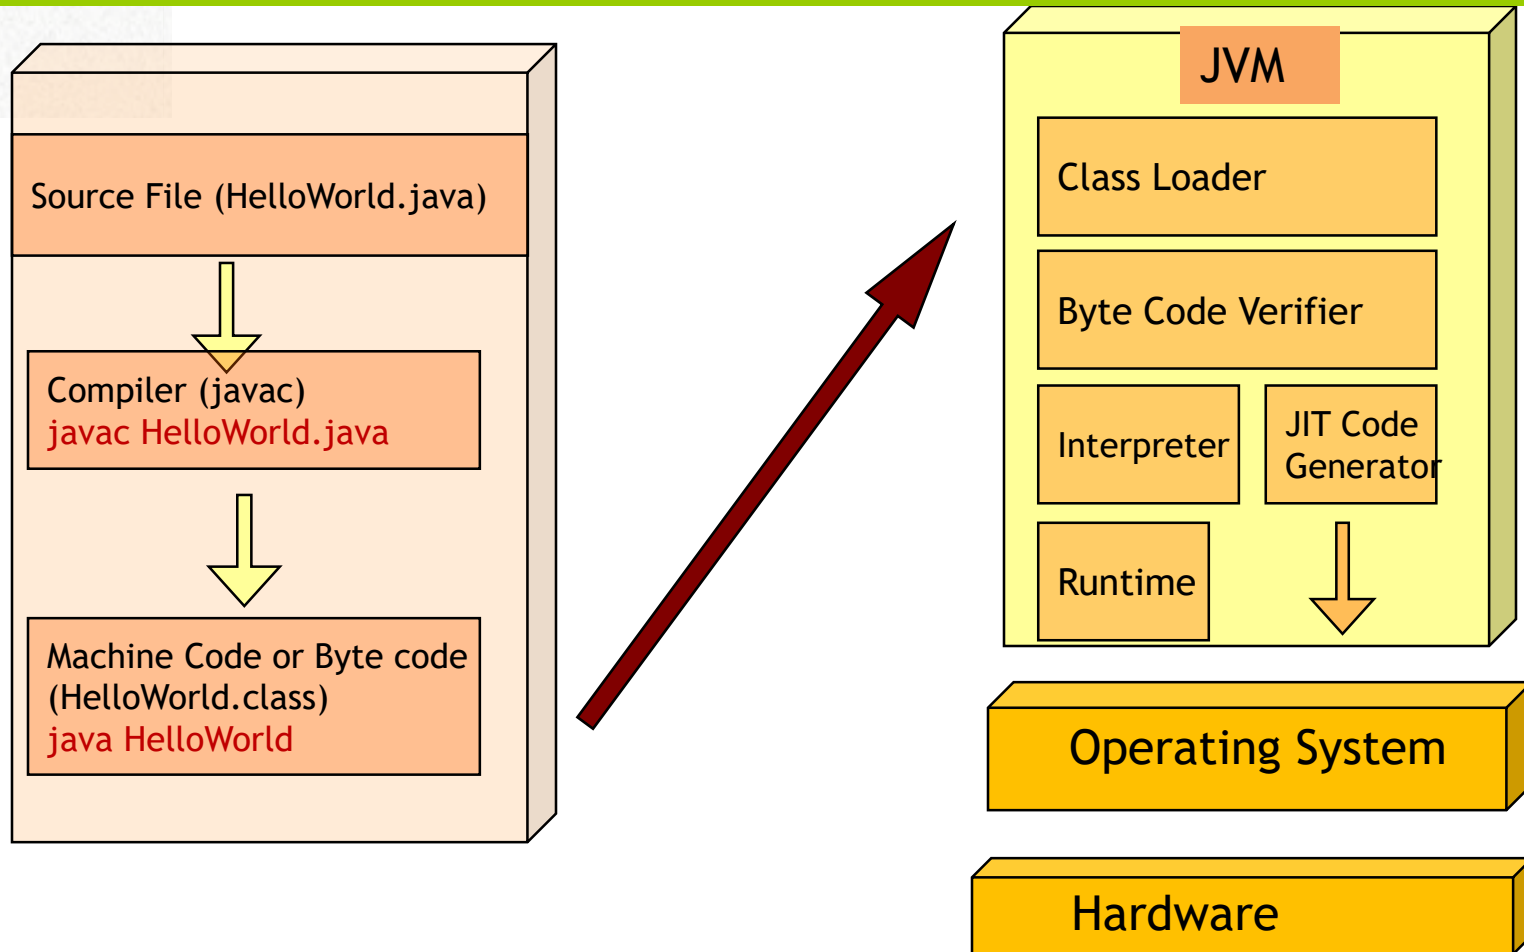 Source File (HelloWorld.java)
Compiler (javac)
javac HelloWorld.java
Machine Code or Byte code
(HelloWorld.class)
java HelloWorld
JVM
Class Loader
Byte Code Verifier
Interpreter
JIT Code
Generator
Runtime
Operating System
Hardware